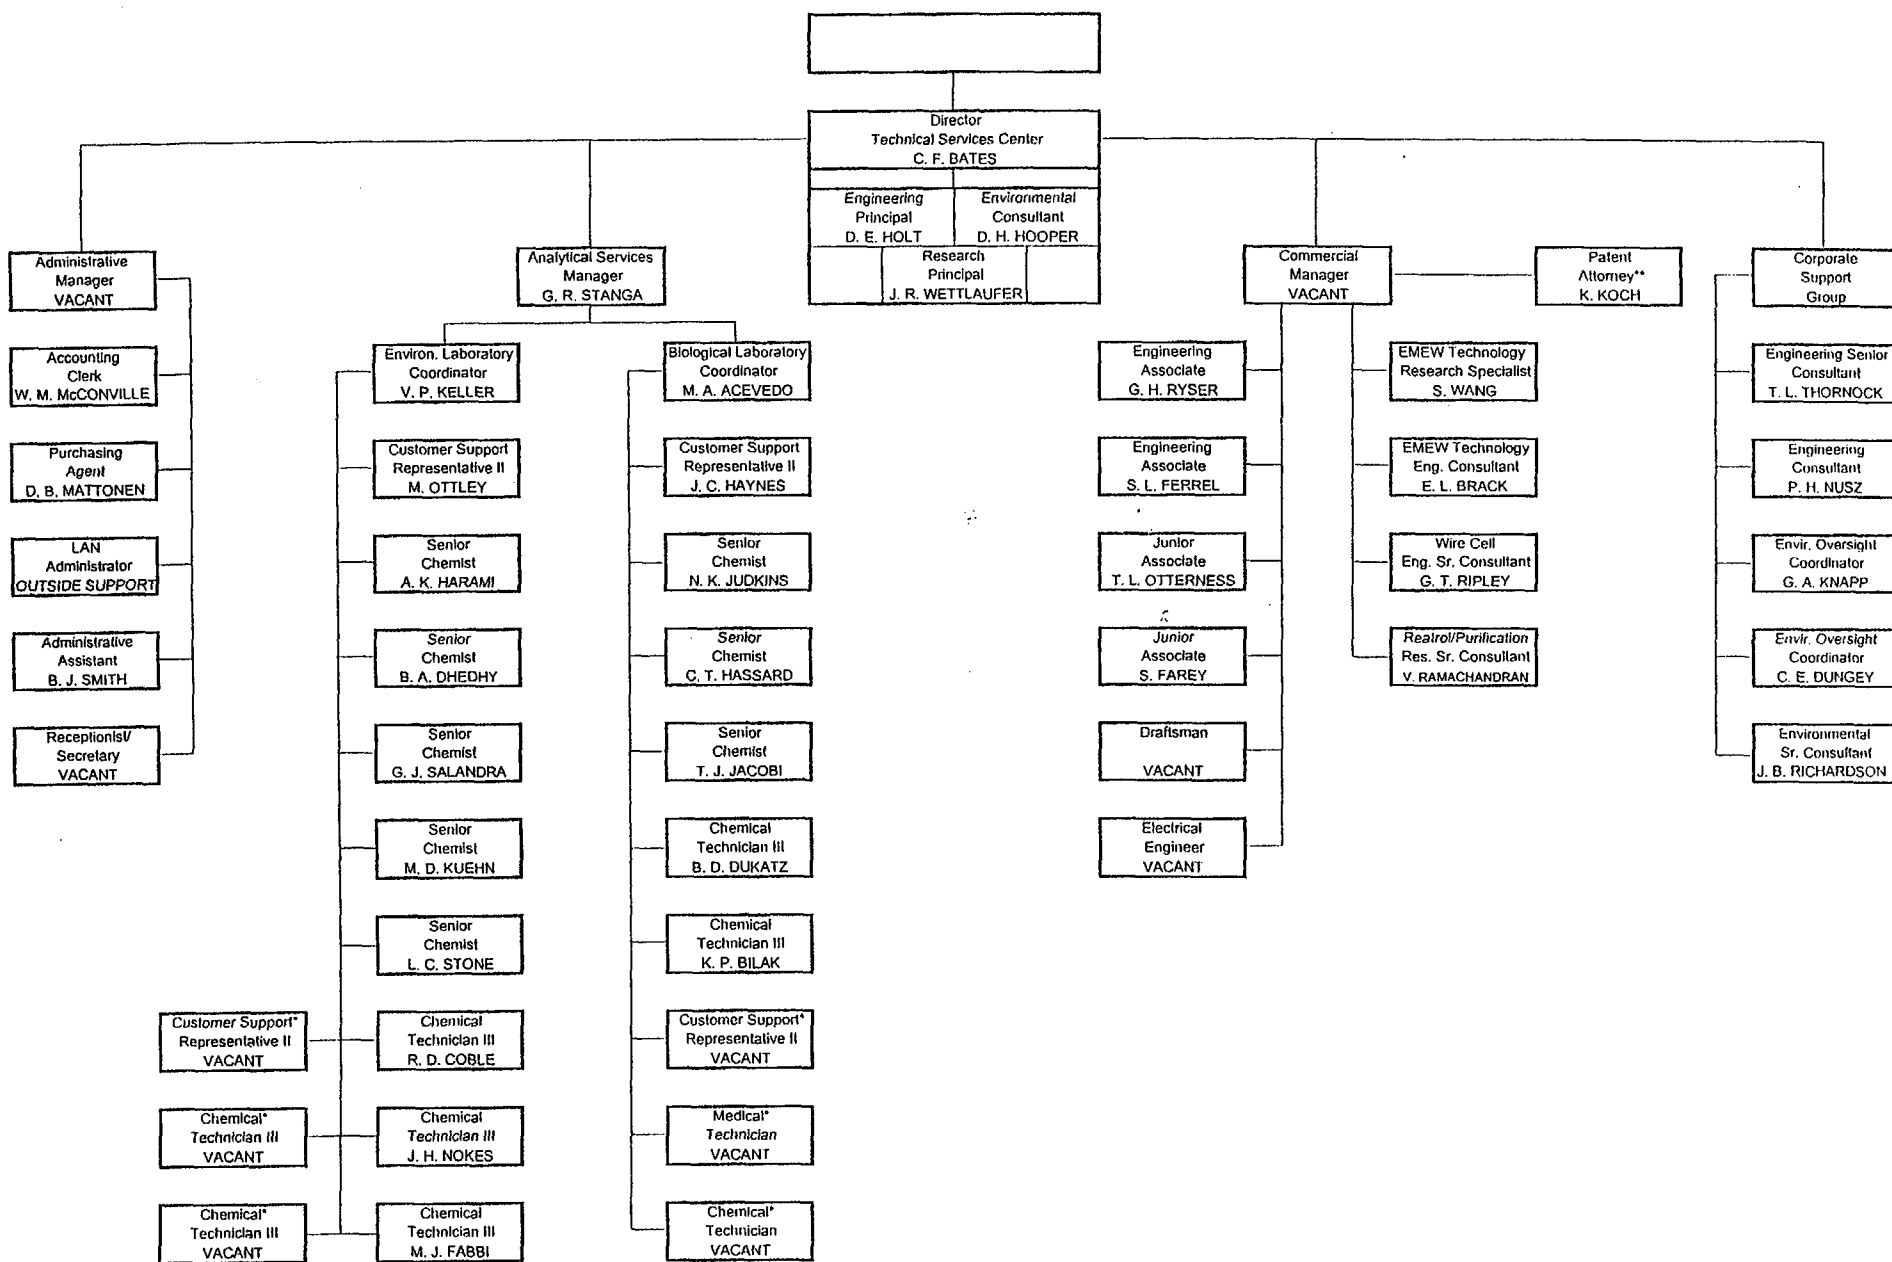 Director
Technical Services Center
C. F. BATES
Engineering
Principal
D. E. HOLT
Environmental
Consultant
D. H. HOOPER
Research
Principal
J. R. WETTLAUFER
Administrative
Manager
VACANT
Accounting
Clerk
W. M. McCONVILLE
Purchasing
Agent
D. B. MATTONEN
LAN
Administrator
OUTSIDE SUPPORT
Administrative
Assistant
B. J. SMITH
Receptionist/
Secretary
VACANT
Analytical Services
Manager
G. R. STANGA
Environ. Laboratory
Coordinator
V. P. KELLER
Customer Support
Representative II
M. OTTLEY
Senior
Chemist
A. K. HARAMI
Senior
Chemist
B. A. DHEDHY
Senior
Chemist
G. J. SALANDRA
Senior
Chemist
M. D. KUEHN
Senior
Chemist
L. C. STONE
Customer Support*
Representative II
VACANT
Chemical
Technician III
R. D. COBLE
Chemical*
Technician III
VACANT
Chemical
Technician III
J. H. NOKES
Chemical*
Technician III
VACANT
Chemical
Technician III
M. J. FABBI
Biological Laboratory
Coordinator
M. A. ACEVEDO
Customer Support
Representative II
J. C. HAYNES
Senior
Chemist
N. K. JUDKINS
Senior
Chemist
C. T. HASSARD
Senior
Chemist
T. J. JACOBI
Chemical
Technician III
B. D. DUKATZ
Chemical
Technician III
K. P. BILAK
Customer Support*
Representative II
VACANT
Medical*
Technician
VACANT
Chemical*
Technician
VACANT
Commercial
Manager
VACANT
Patent
Attorney**
K. KOCH
Engineering
Associate
G. H. RYSER
Engineering
Associate
S. L. FERREL
Junior
Associate
T. L. OTTERNESS
Junior
Associate
S. FAREY
Draftsman
VACANT
Electrical
Engineer
VACANT
EMEW Technology
Research Specialist
S. WANG
EMEW Technology
Eng. Consultant
E. L. BRACK
Wire Cell
Eng. Sr. Consultant
G. T. RIPLEY
Reatrol/Purification
Res. Sr. Consultant
V. RAMACHANDRAN
Corporate
Support
Group
Engineering Senior
Consultant
T. L. THORNOCK
Engineering
Consultant
P. H. NUSZ
Envir. Oversight
Coordinator
G. A. KNAPP
Envir. Oversight
Coordinator
C. E. DUNGEY
Environmental
Sr. Consultant
J. B. RICHARDSON